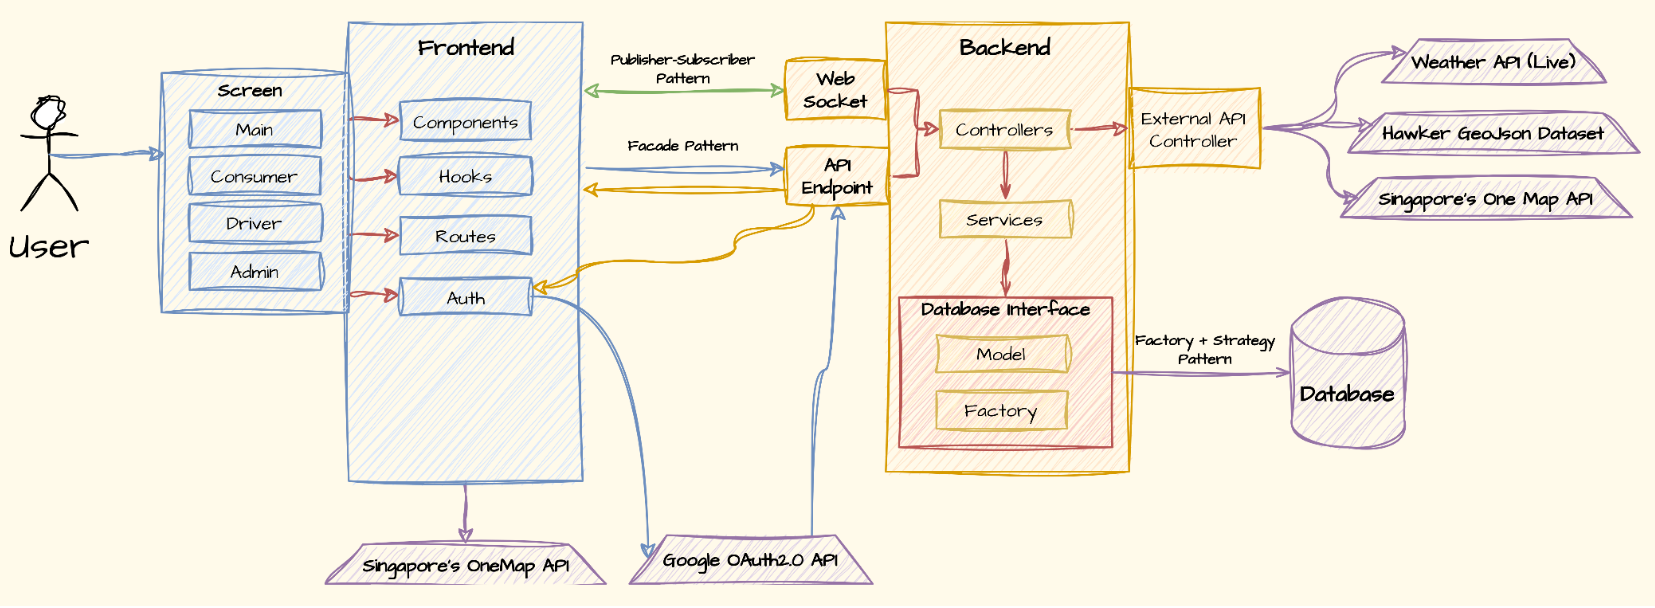 User
Screen
Main
Consumer
Driver
Admin
Frontend
Components
Hooks
Routes
Auth
Publisher-Subscriber
Pattern
Facade Pattern
Web
Socket
API
Endpoint
Backend
Controllers
Services
Database Interface
Model
Factory
External API
Controller
Weather API (Live)
Hawker GeoJson Dataset
Singapore's One Map API
Factory + Strategy
Pattern
Database
Singapore's OneMap API
Google OAuth2.0 API